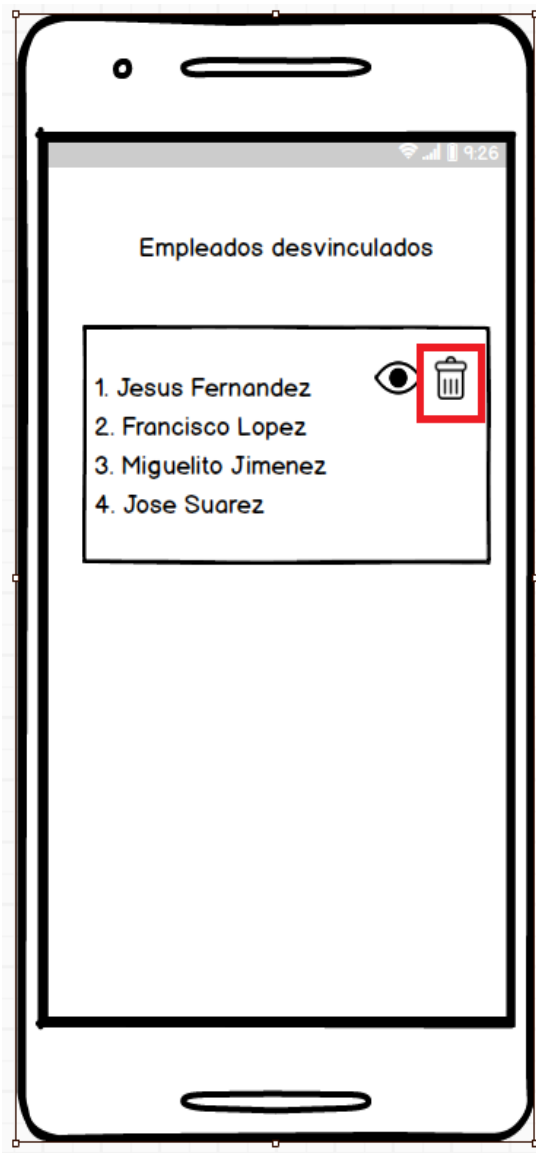 9:26
Empleados desvinculados
1. Jesus Fernandez
2. Francisco Lopez
3. Miguelito Jimenez
4. Jose Suarez